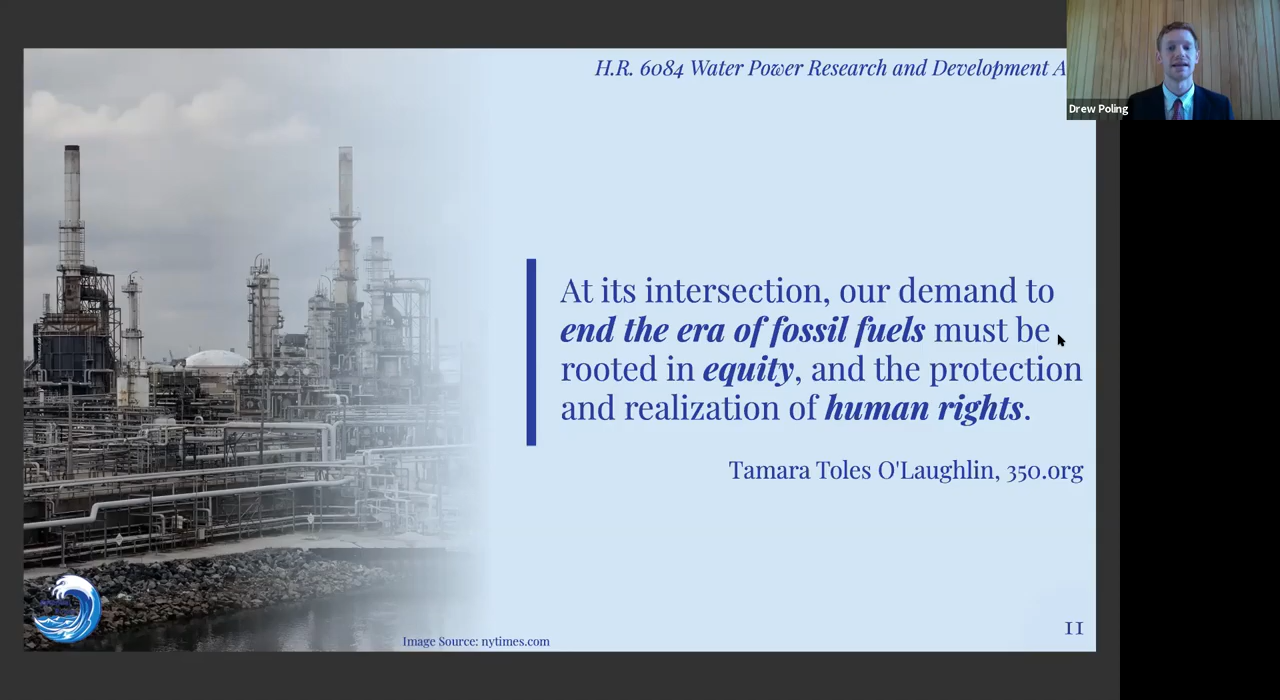 H.R. 6084 Water Power Research and Development A
Drew Poling
At its intersection, our demand to
end the era of fossil fuels must be
rooted in equity, and the protection
and realization of human rights.
Tamara Toles O'Laughlin, 350.org
Image Source: nytimes.com
11